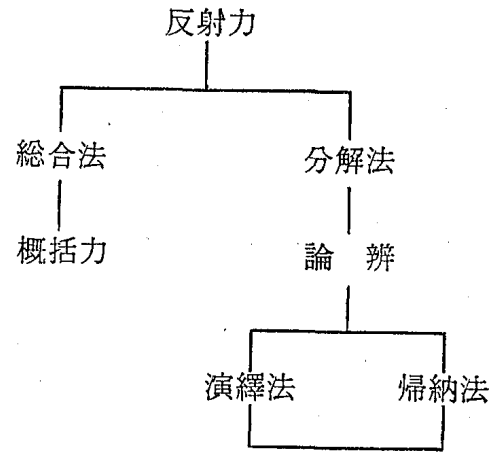 反射力
総合法 分解法
概括力 論 辨
演繹法 帰納法